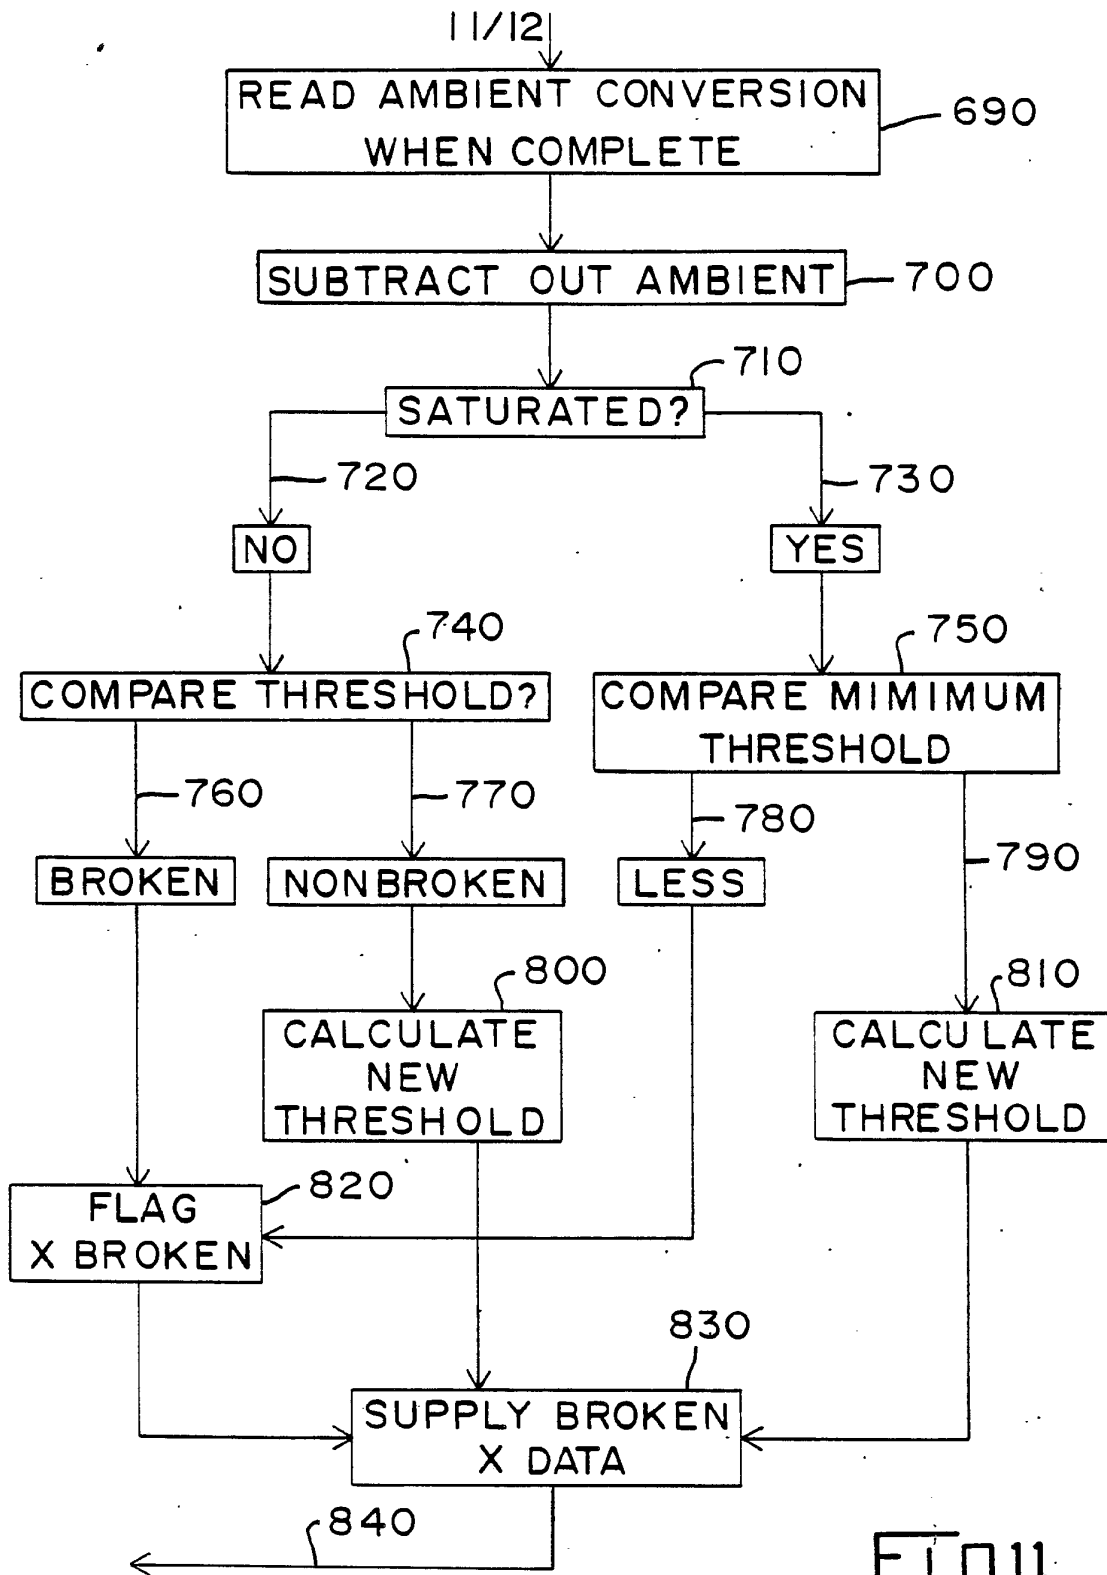 11/12
READ AMBIENT CONVERSION
WHEN COMPLETE
690
SUBTRACT OUT AMBIENT
700
710
SATURATED?
720
730
NO
YES
740
750
COMPARE THRESHOLD?
COMPARE MIMIMUM
THRESHOLD
760
770
780
790
BROKEN
NONBROKEN
LESS
800
810
CALCULATE
NEW
THRESHOLD
CALCULATE
NEW
THRESHOLD
820
FLAG
X BROKEN
830
SUPPLY BROKEN
X DATA
840
FIG 11